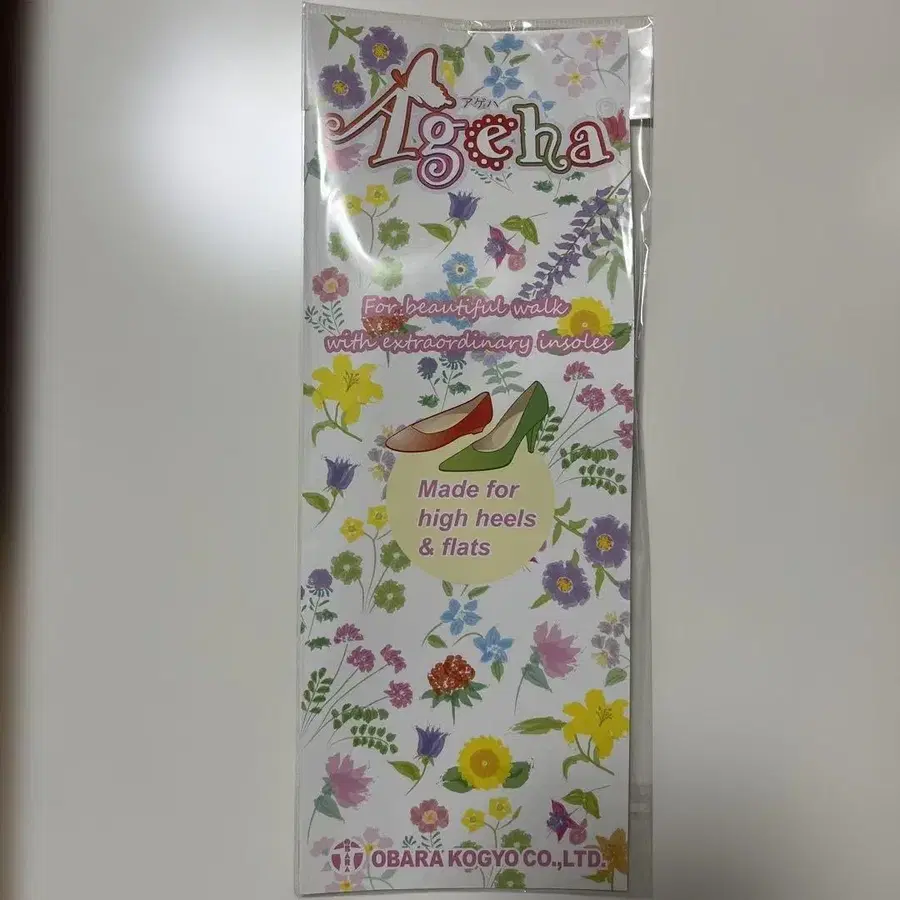 Ageha
アゲハ
For beautiful walk
with extraordinary insoles
Made for
high heels
& flats
OBARA
OBARA KOGYO CO.,LTD.